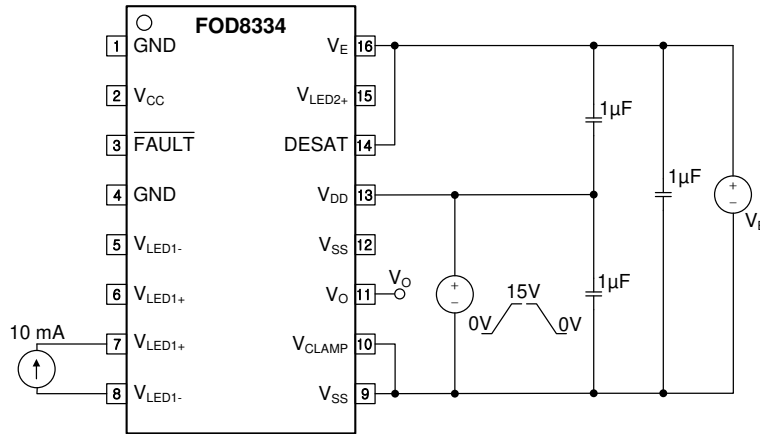 FOD8334
1 GND
2 VCC
3 FAULT
4 GND
5 VLED1-
6 VLED1+
7 VLED1+
8 VLED1-
10 mA
VE 16
VLED2+ 15
DESAT 14
VDD 13
VSS 12
VO 11
VCLAMP 10
VSS 9
VO
+
−
0V 15V 0V
1µF
1µF
1µF
+
−
VE